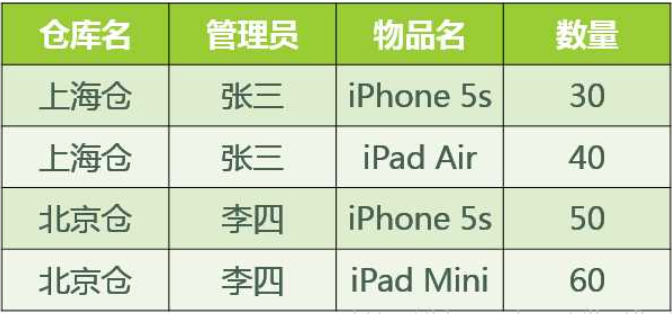 仓库名 管理员 物品名 数量
上海仓 张三 iPhone 5s 30
上海仓 张三 iPad Air 40
北京仓 李四 iPhone 5s 50
北京仓 李四 iPad Mini 60